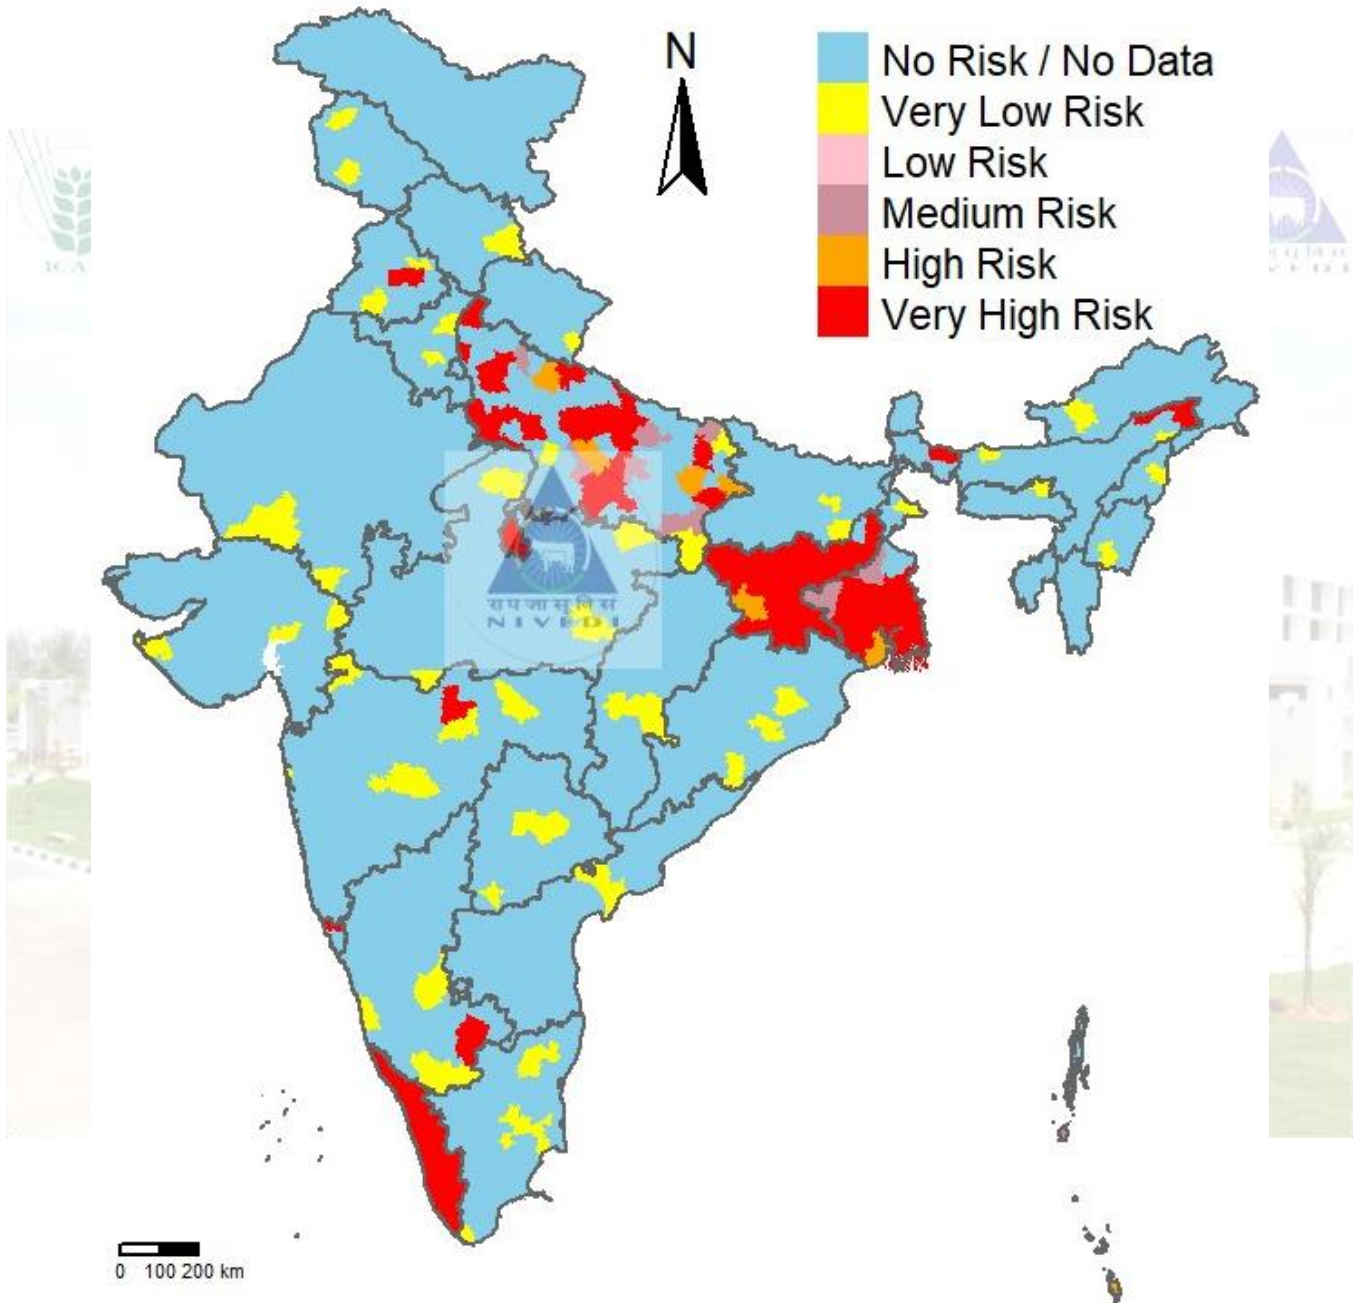 N
No Risk / No Data
Very Low Risk
Low Risk
Medium Risk
High Risk
Very High Risk
NIVEDI
0 100 200 km